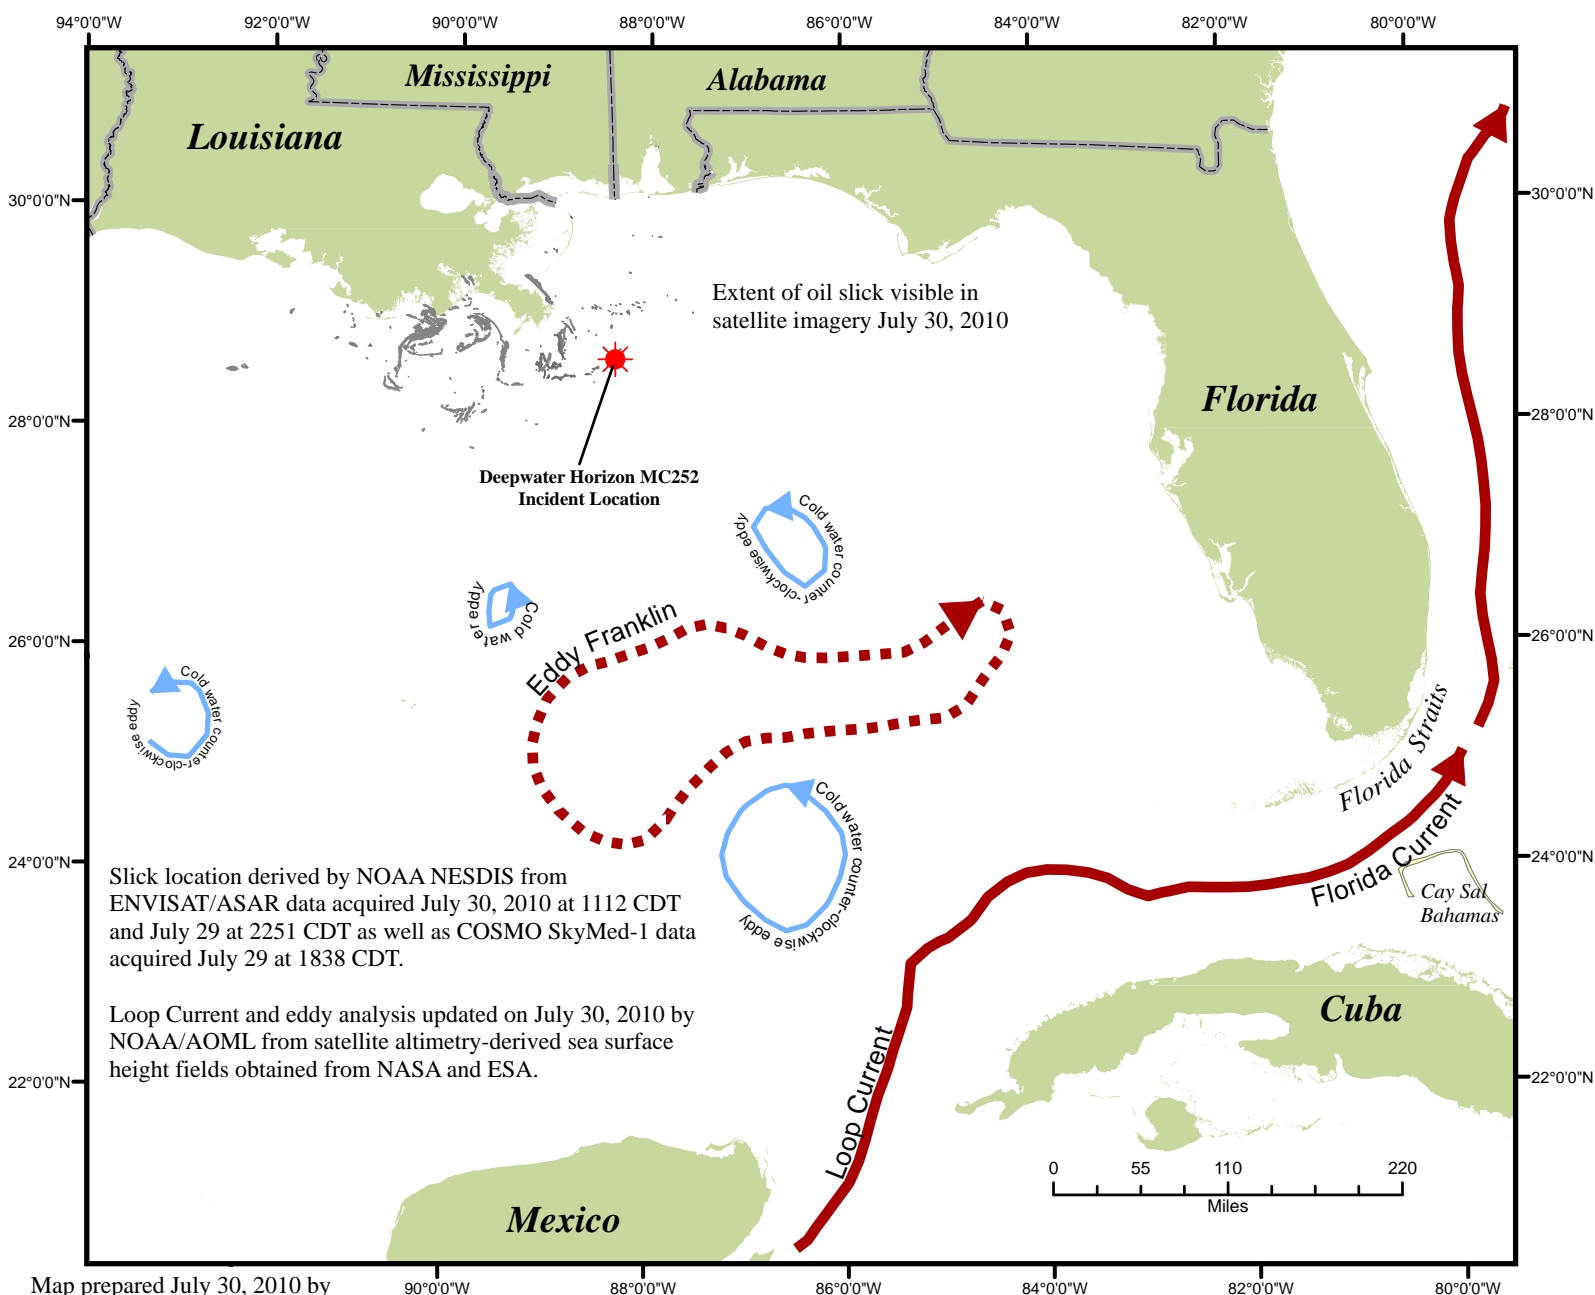 94°0'0"W 92°0'0"W 90°0'0"W 88°0'0"W 86°0'0"W 84°0'0"W 82°0'0"W 80°0'0"W
Mississippi
Alabama
Louisiana
30°0'0"N
30°0'0"N
Extent of oil slick visible in
satellite imagery July 30, 2010
Florida
28°0'0"N
28°0'0"N
Deepwater Horizon MC252
Incident Location
Cold water counter-clockwise eddy
Cold water eddy
Eddy Franklin
26°0'0"N
26°0'0"N
Cold water counter-clockwise eddy
Florida Straits
Cold water counter-clockwise eddy
Florida Current
24°0'0"N
24°0'0"N
Cay Sal
Bahamas
Slick location derived by NOAA NESDIS from
ENVISAT/ASAR data acquired July 30, 2010 at 1112 CDT
and July 29 at 2251 CDT as well as COSMO SkyMed-1 data
acquired July 29 at 1838 CDT.
Loop Current and eddy analysis updated on July 30, 2010 by
NOAA/AOML from satellite altimetry-derived sea surface
height fields obtained from NASA and ESA.
Cuba
22°0'0"N
22°0'0"N
Loop Current
0 55 110 220
Miles
Mexico
Map prepared July 30, 2010 by
90°0'0"W 88°0'0"W 86°0'0"W 84°0'0"W 82°0'0"W 80°0'0"W